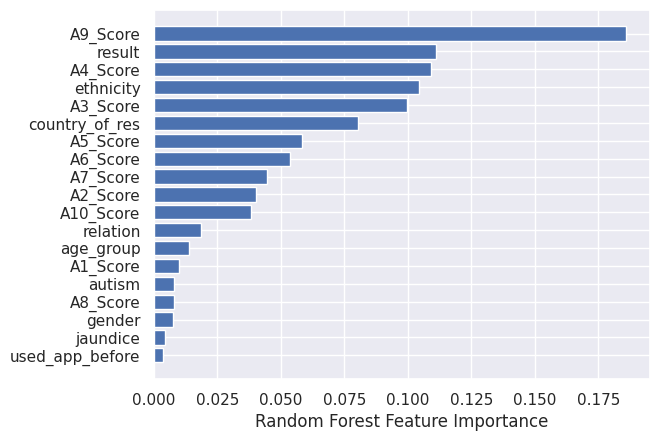 A9_Score
result
A4_Score
ethnicity
A3_Score
country_of_res
A5_Score
A6_Score
A7_Score
A2_Score
A10_Score
relation
age_group
A1_Score
autism
A8_Score
gender
jaundice
used_app_before
0.000 0.025 0.050 0.075 0.100 0.125 0.150 0.175
Random Forest Feature Importance